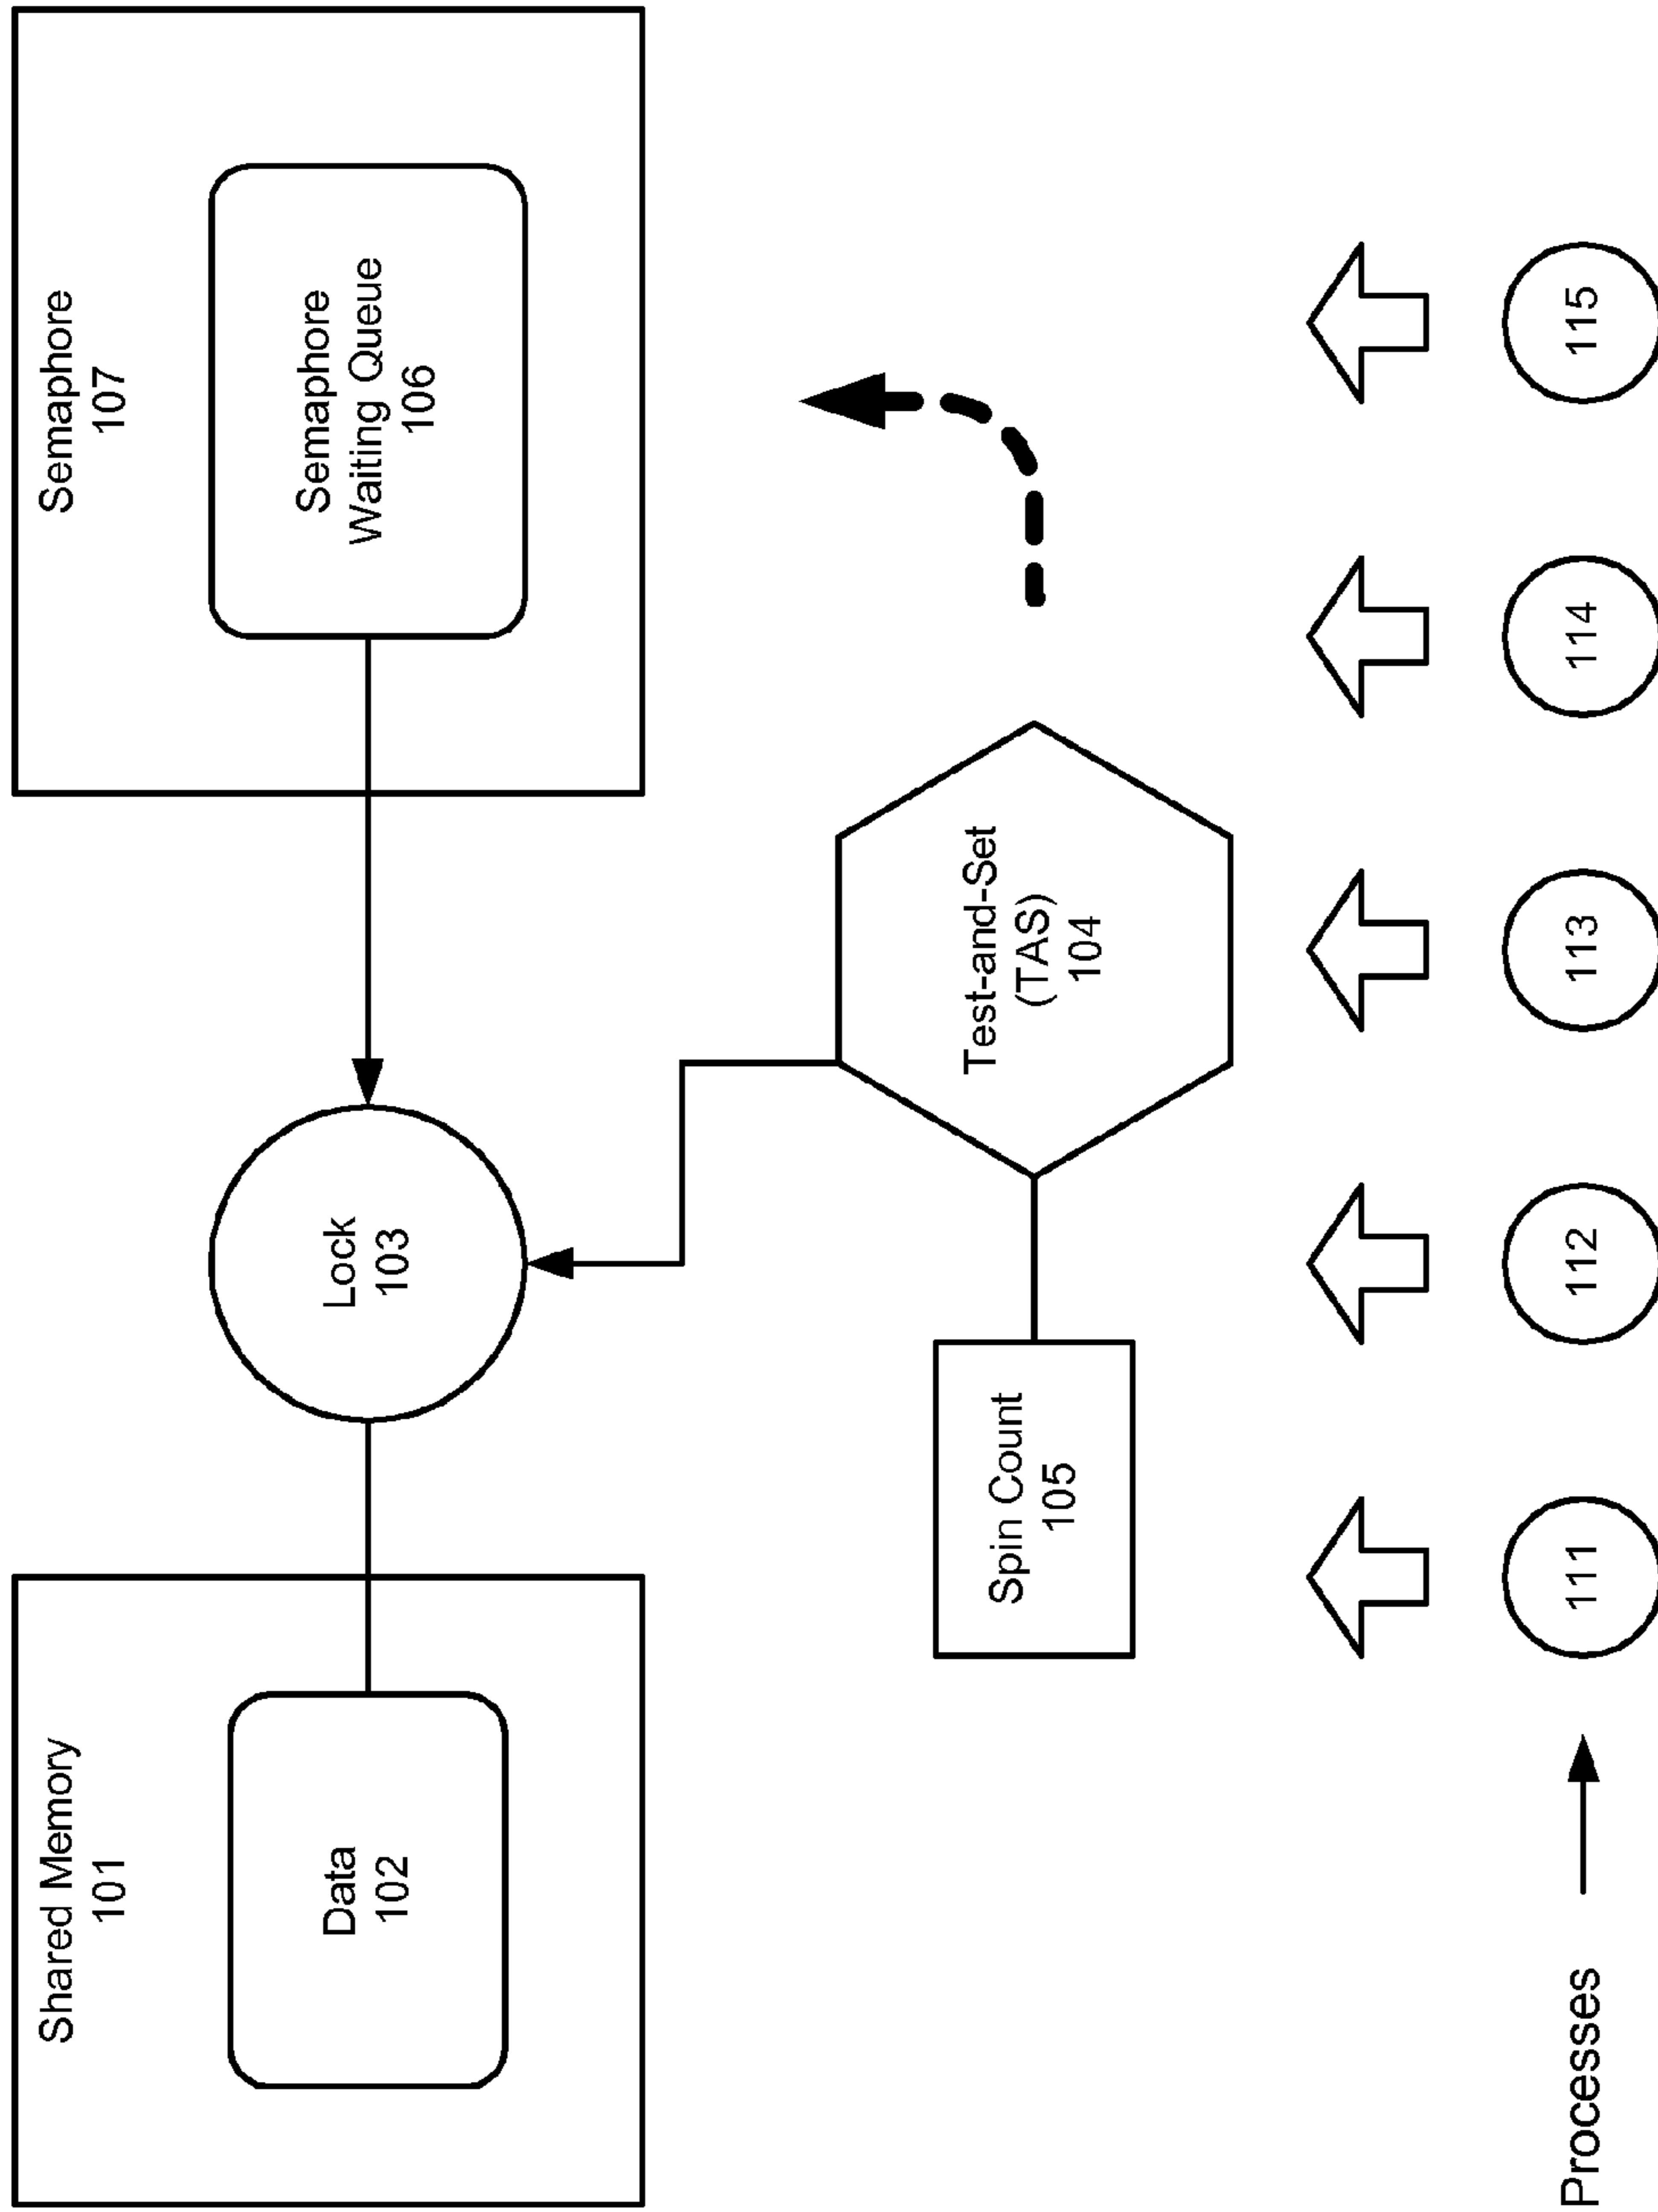 Shared Memory
101
Data
102
Lock
103
Semaphore
107
Semaphore
Waiting Queue
106
Spin Count
105
Test-and-Set
(TAS)
104
Processes
111
112
113
114
115